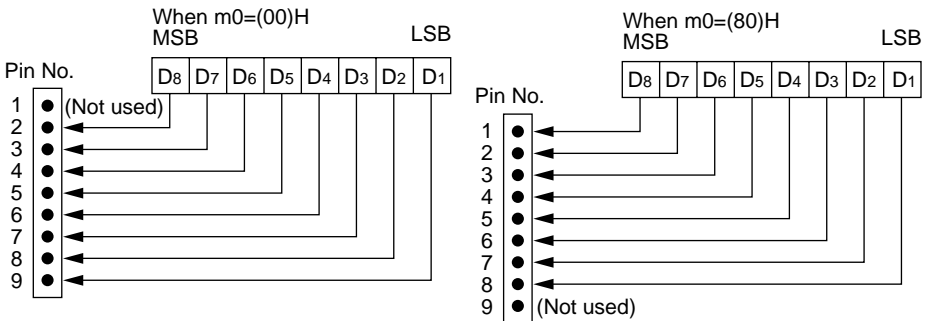 When m0=(00)H
MSB LSB
D8 D7 D6 D5 D4 D3 D2 D1
Pin No.
1 (Not used)
2
3
4
5
6
7
8
9
When m0=(80)H
MSB LSB
D8 D7 D6 D5 D4 D3 D2 D1
Pin No.
1
2
3
4
5
6
7
8
9 (Not used)